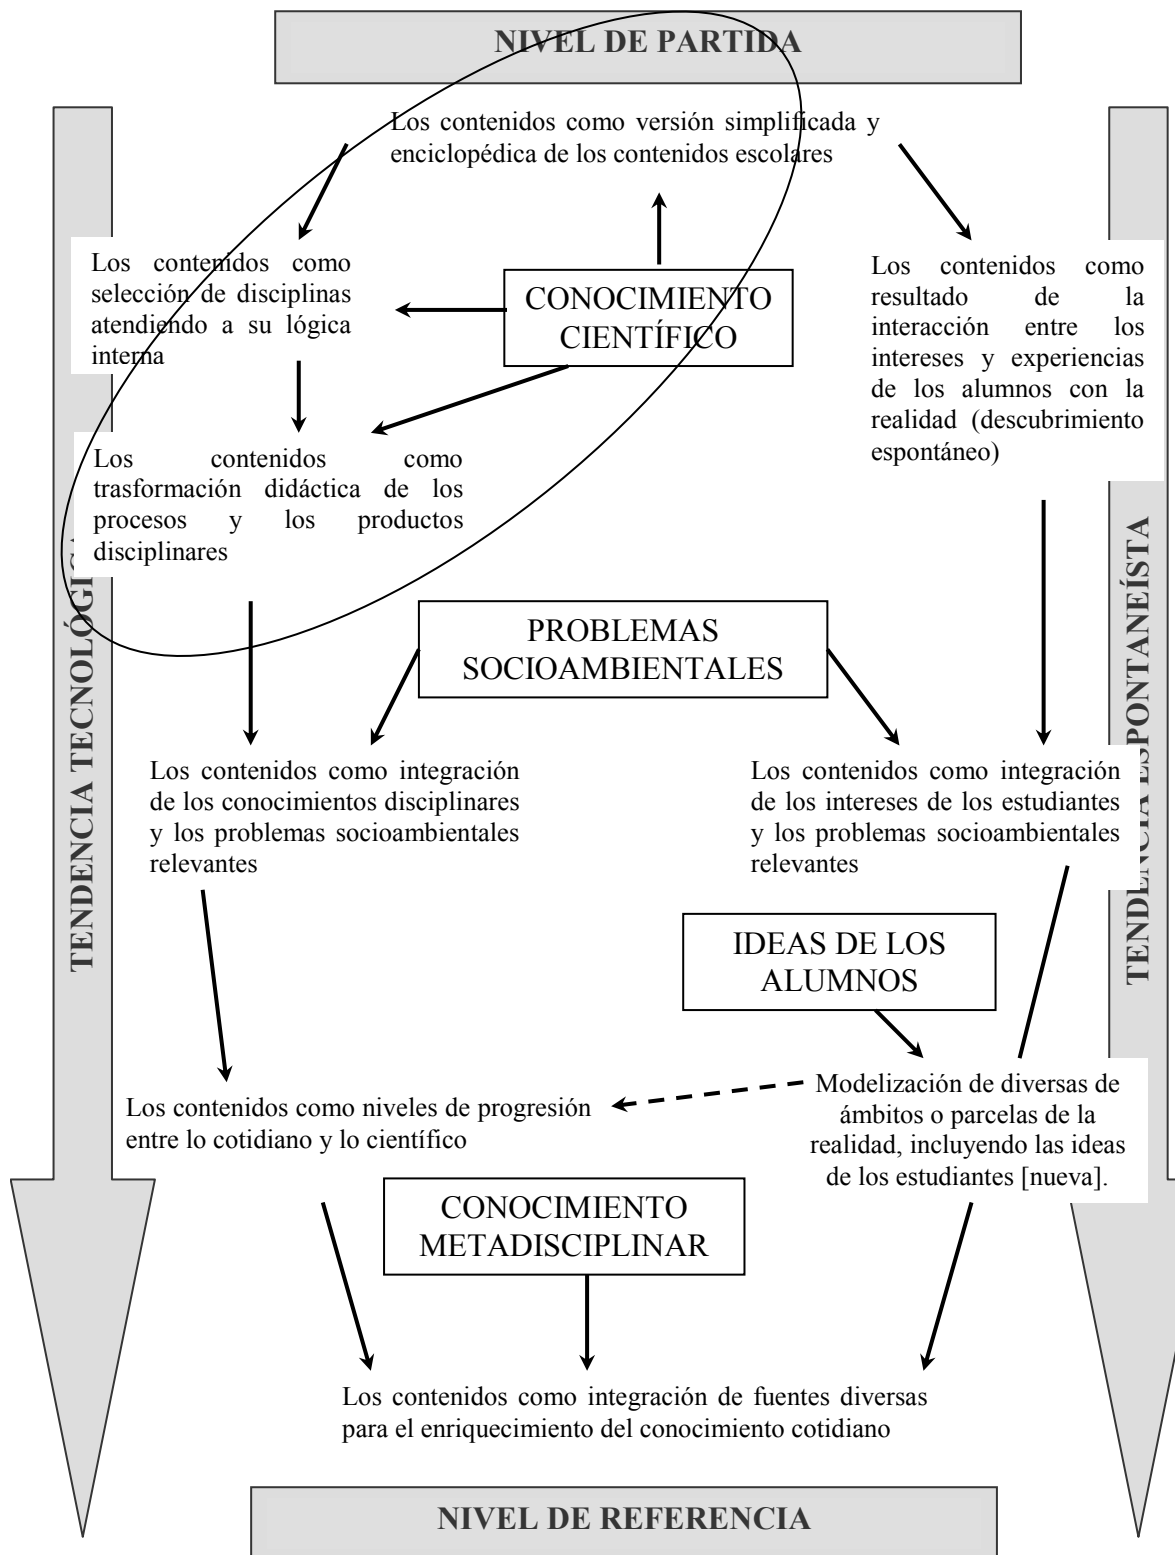 NIVEL DE PARTIDA
Los contenidos como versión simplificada y
enciclopédica de los contenidos escolares
Los contenidos como
selección de disciplinas
atendiendo a su lógica
interna
CONOCIMIENTO
CIENTÍFICO
Los contenidos como
resultado de la
interacción entre los
intereses y experiencias
de los alumnos con la
realidad (descubrimiento
espontáneo)
Los contenidos como
trasformación didáctica de los
procesos y los productos
disciplinares
TENDENCIA TECNOLÓGICA
TENDENCIA ESPONTANEÍSTA
PROBLEMAS
SOCIOAMBIENTALES
Los contenidos como integración
de los conocimientos disciplinares
y los problemas socioambientales
relevantes
Los contenidos como integración
de los intereses de los estudiantes
y los problemas socioambientales
relevantes
IDEAS DE LOS
ALUMNOS
Los contenidos como niveles de progresión
entre lo cotidiano y lo científico
Modelización de diversas de
ámbitos o parcelas de la
realidad, incluyendo las ideas
de los estudiantes [nueva].
CONOCIMIENTO
METADISCIPLINAR
Los contenidos como integración de fuentes diversas
para el enriquecimiento del conocimiento cotidiano
NIVEL DE REFERENCIA